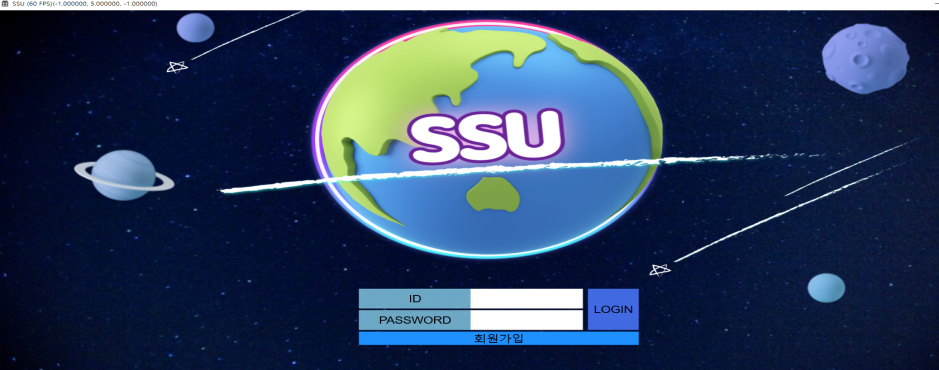 SSU (60 FPS)(-1.000000, 5.000000, -1.000000)
SSU
ID
LOGIN
PASSWORD
회원가입